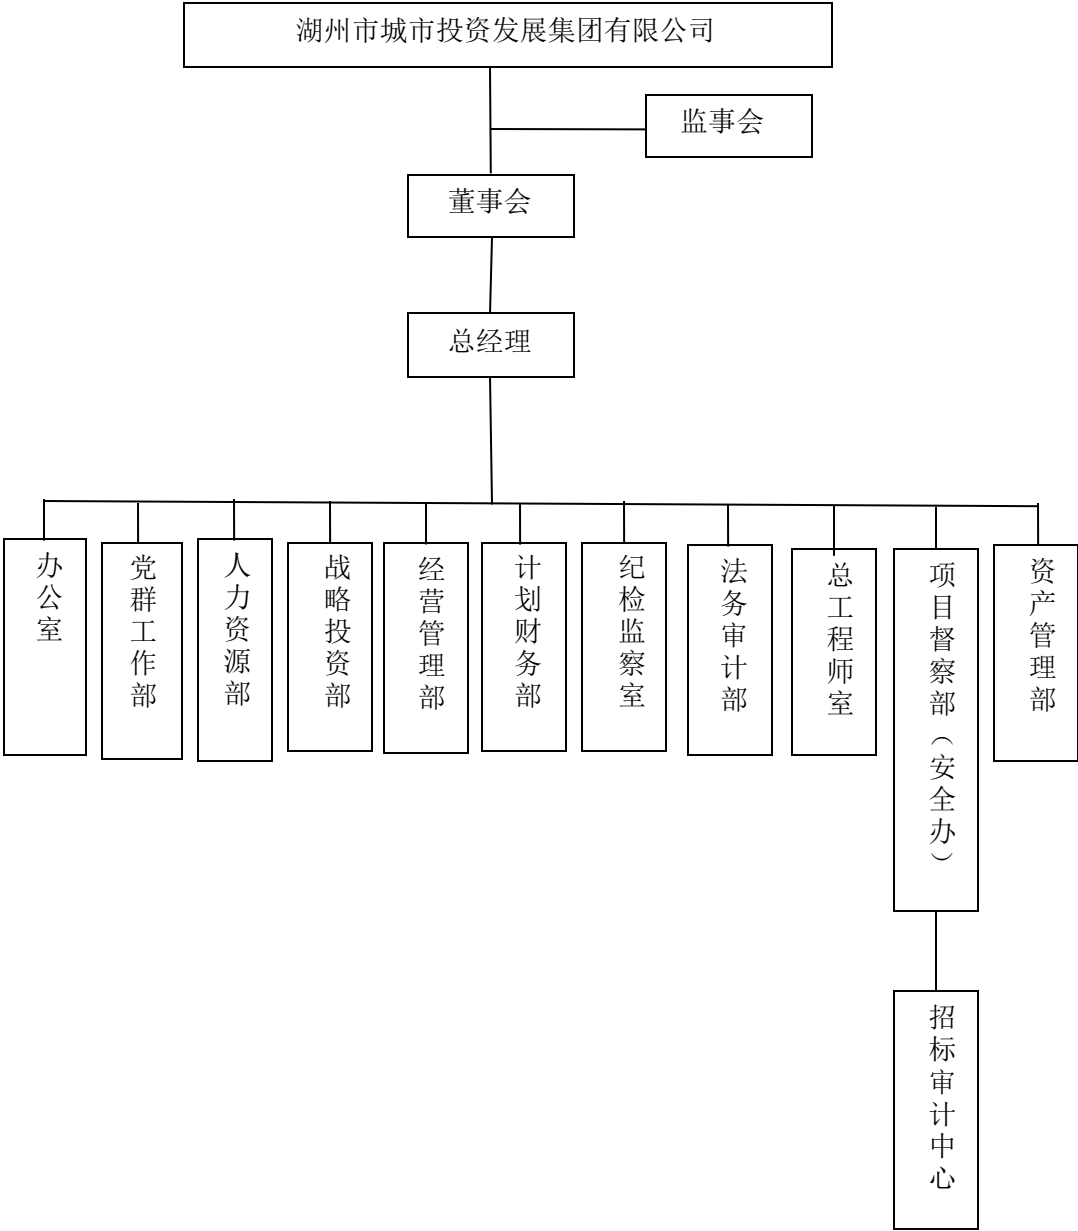 湖州市城市投资发展集团有限公司
监事会
董事会
总经理
办公室
党群工作部
人力资源部
战略投资部
经营管理部
计划财务部
纪检监察室
法务审计部
总工程师室
项目督察部（安全办）
资产管理部
招标审计中心